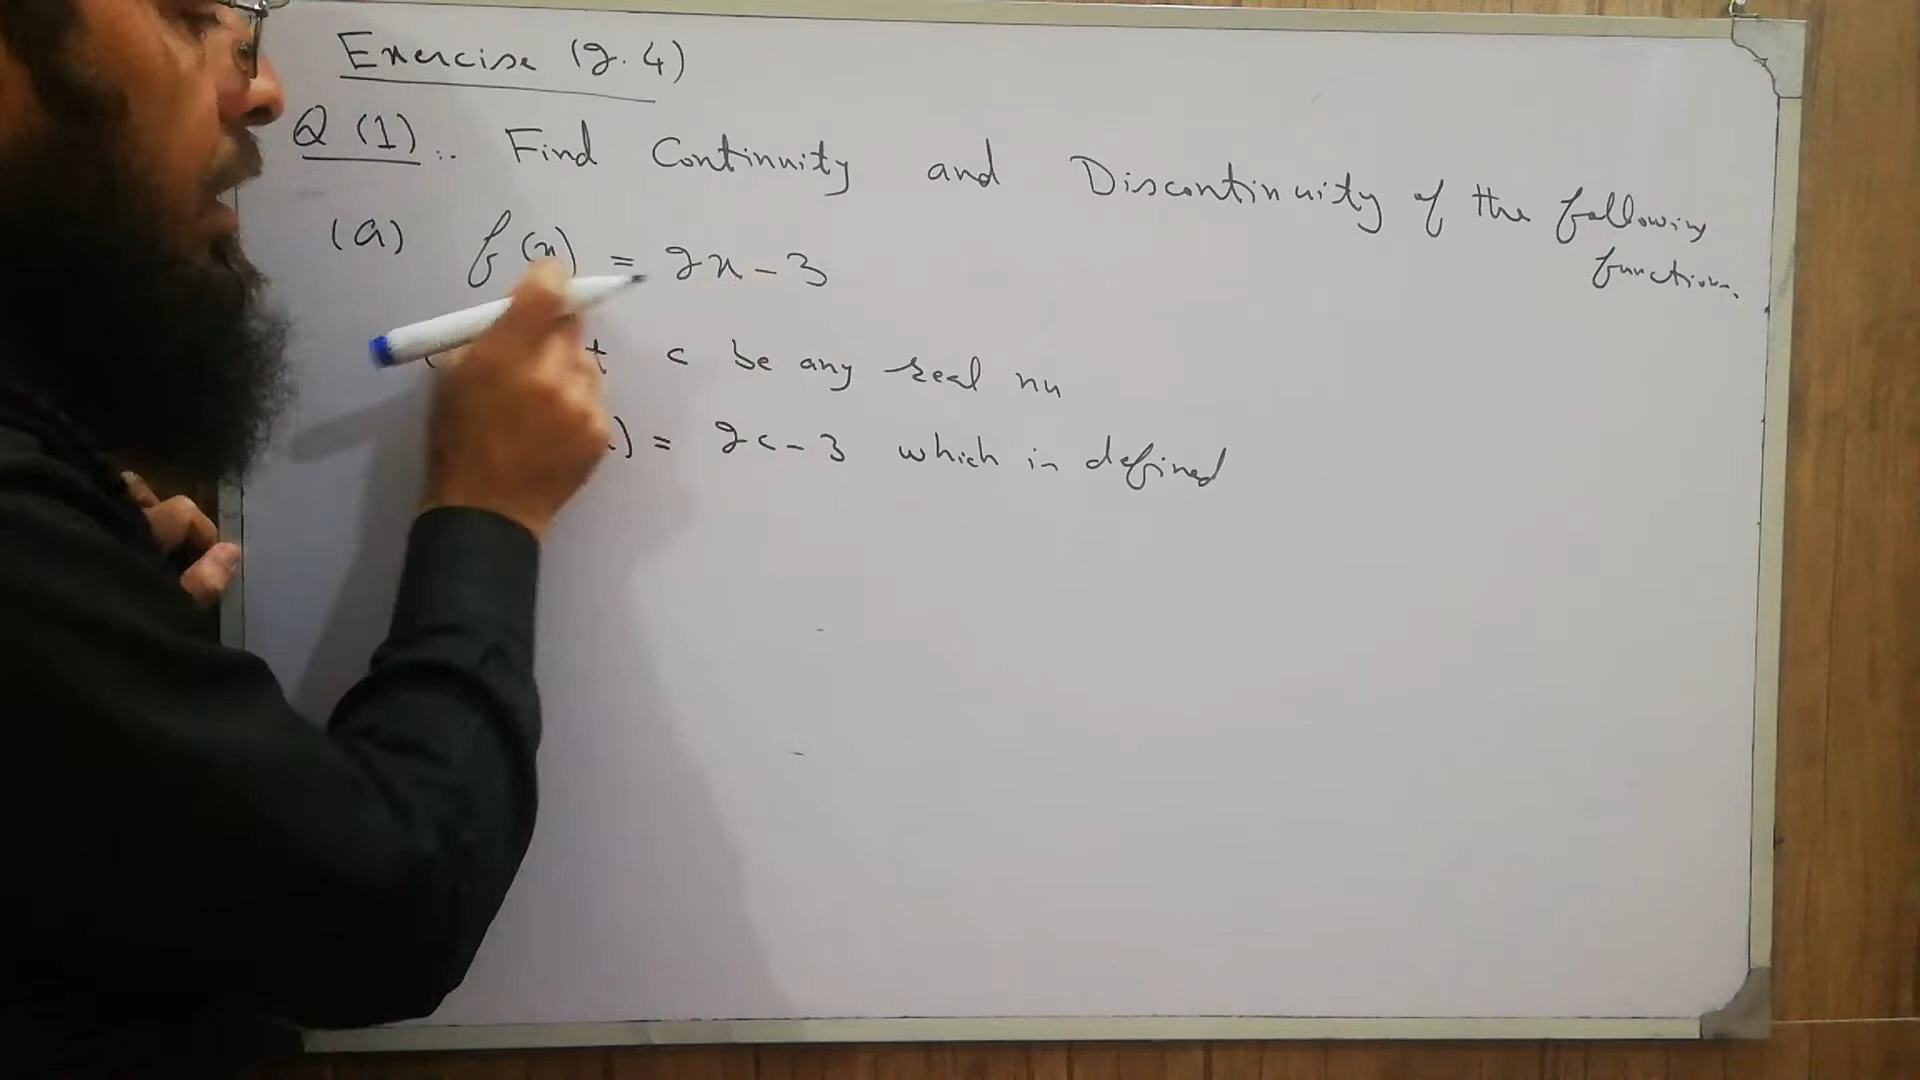 Exercise (2.4)
Q (1):. Find Continuity and Discontinuity of the following
function.
(a) f(x) = 2x - 3
c be any real nu
) = 2c - 3 which is defined